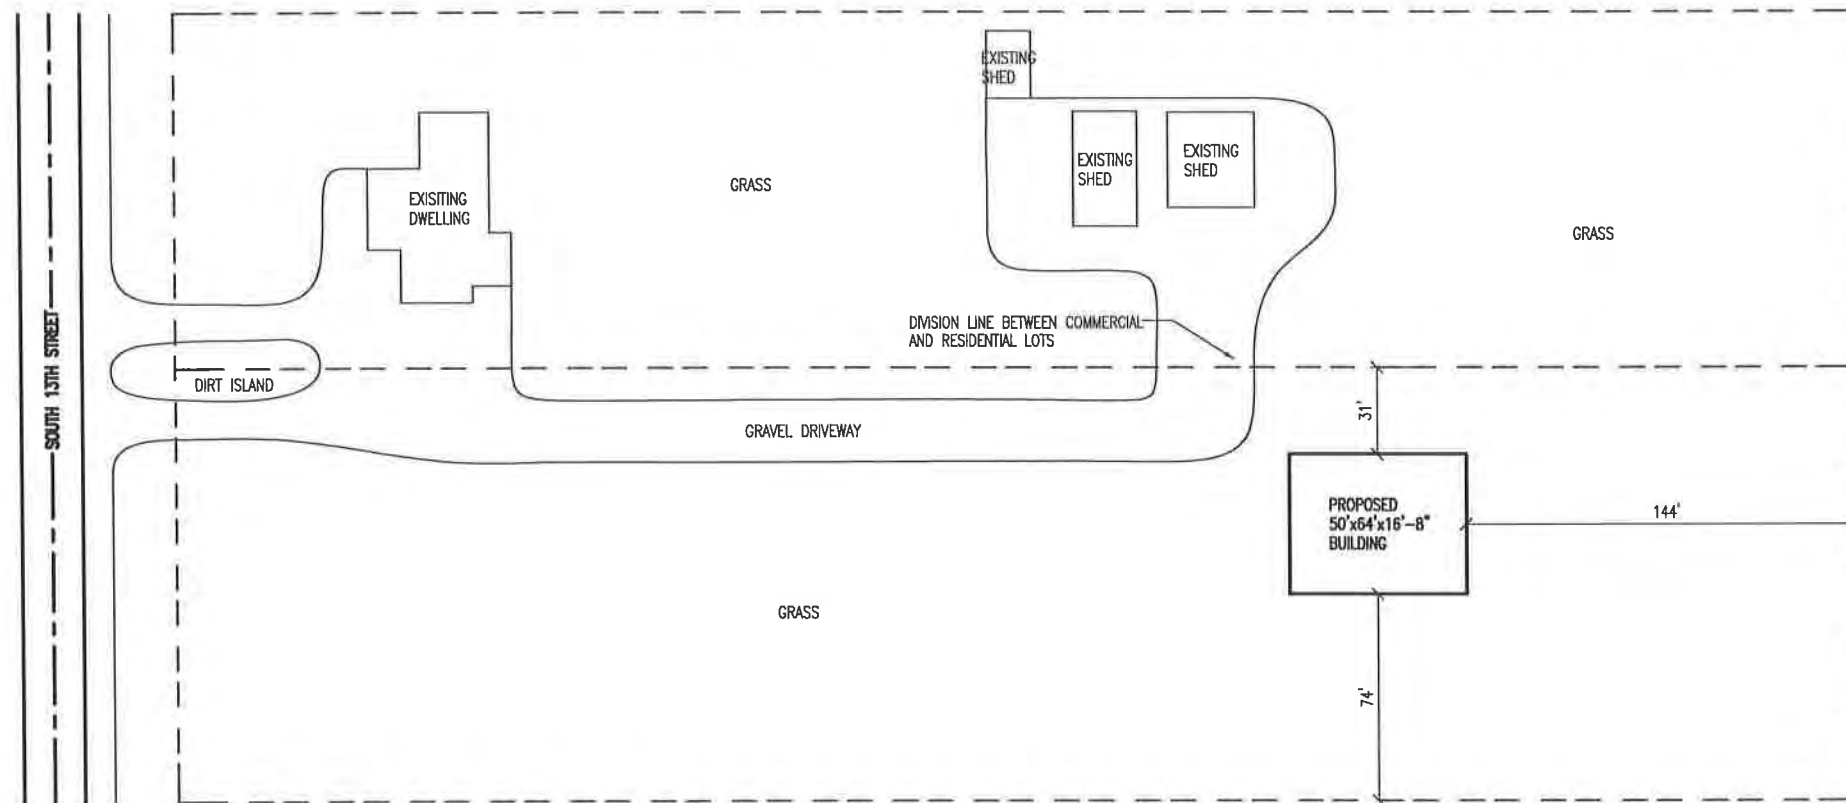 EXISTING
SHED
EXISTING
SHED
EXISTING
SHED
GRASS
EXISITING
DWELLING
GRASS
SOUTH 13TH STREET
DIVISION LINE BETWEEN COMMERCIAL
AND RESIDENTIAL LOTS
DIRT ISLAND
31'
GRAVEL DRIVEWAY
PROPOSED
50'x64'x16'-8"
BUILDING
144'
GRASS
74'